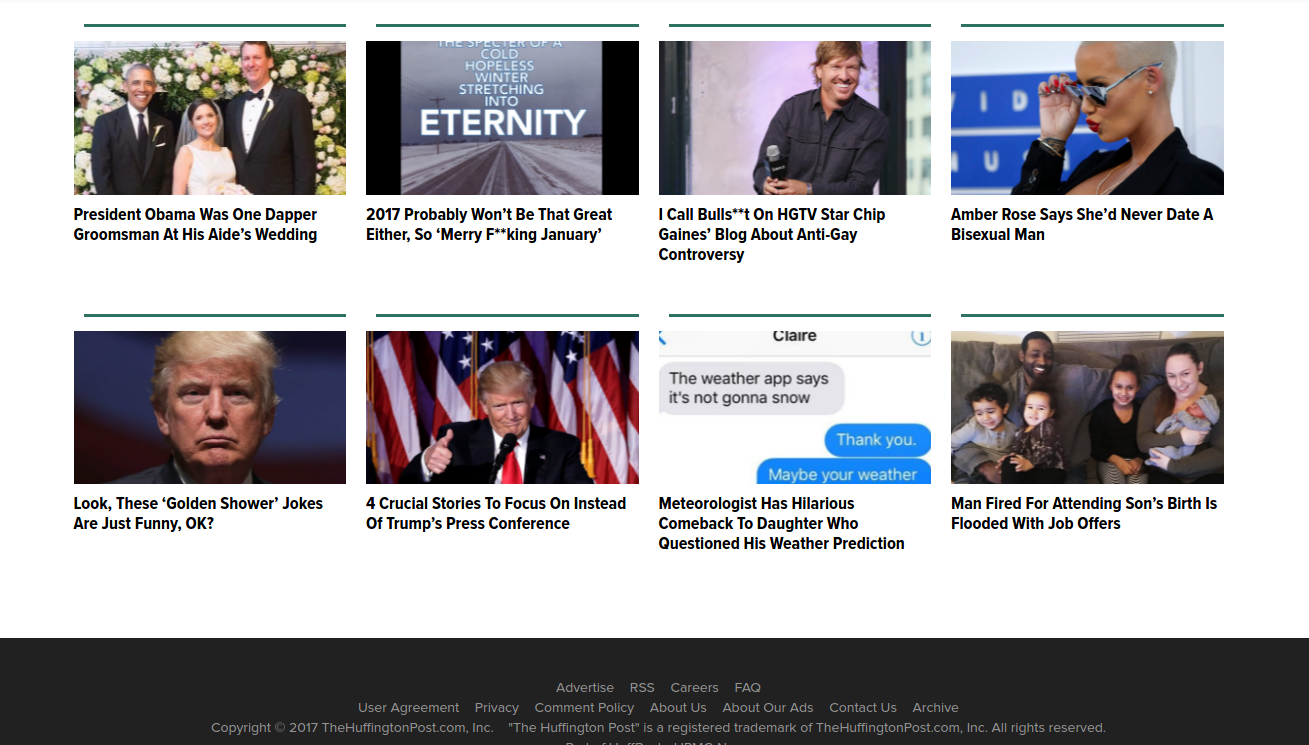 THE SPECTER OF A
COLD
HOPELESS
WINTER
STRETCHING
INTO
ETERNITY
V I D
M U S
President Obama Was One Dapper
Groomsman At His Aide’s Wedding
2017 Probably Won’t Be That Great
Either, So ‘Merry F**king January’
I Call Bulls**t On HGTV Star Chip
Gaines’ Blog About Anti-Gay
Controversy
Amber Rose Says She’d Never Date A
Bisexual Man
Claire
The weather app says
it's not gonna snow
Thank you.
Maybe your weather
Look, These ‘Golden Shower’ Jokes
Are Just Funny, OK?
4 Crucial Stories To Focus On Instead
Of Trump’s Press Conference
Meteorologist Has Hilarious
Comeback To Daughter Who
Questioned His Weather Prediction
Man Fired For Attending Son’s Birth Is
Flooded With Job Offers
Advertise RSS Careers FAQ
User Agreement Privacy Comment Policy About Us About Our Ads Contact Us Archive
Copyright © 2017 TheHuffingtonPost.com, Inc. "The Huffington Post" is a registered trademark of TheHuffingtonPost.com, Inc. All rights reserved.